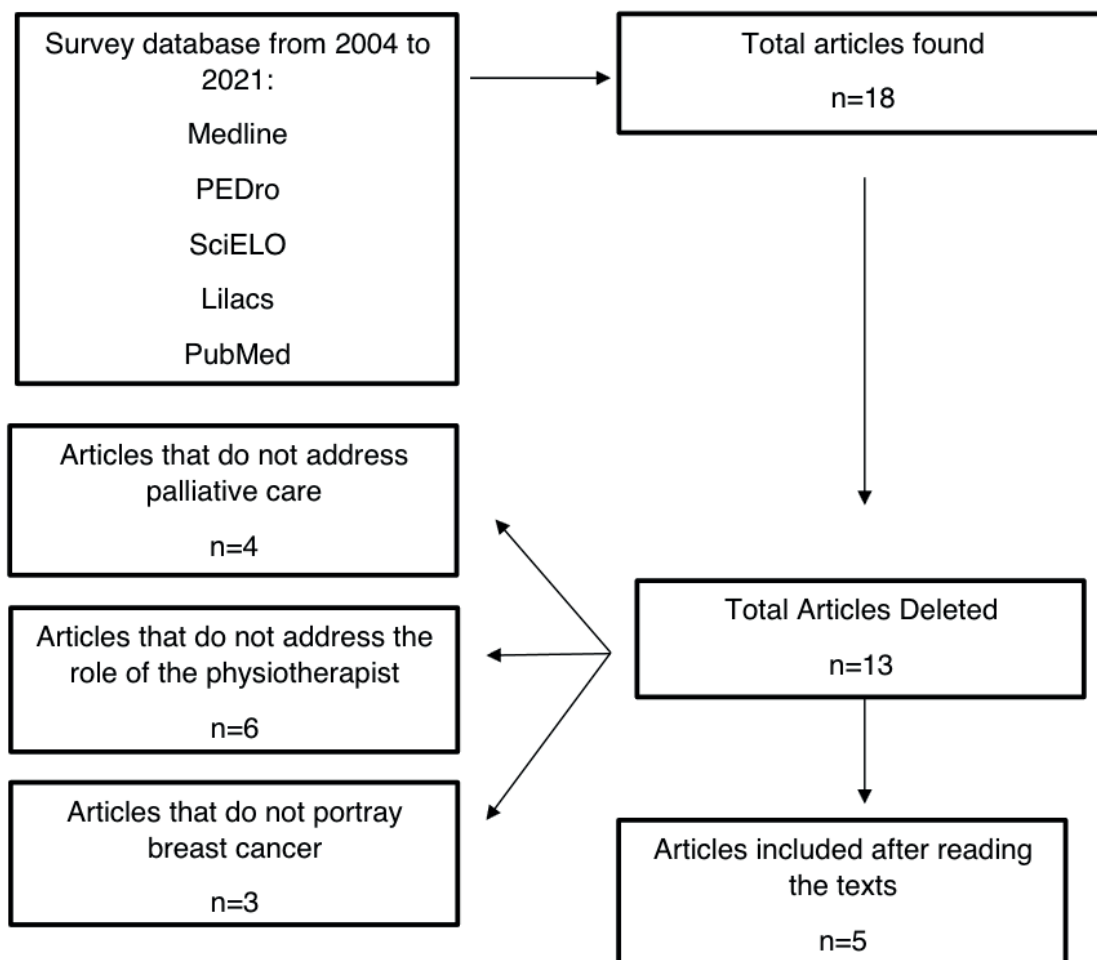 Survey database from 2004 to
2021:
Medline
PEDro
SciELO
Lilacs
PubMed
Total articles found
n=18
Articles that do not address
palliative care
n=4
Articles that do not address the
role of the physiotherapist
n=6
Articles that do not portray
breast cancer
n=3
Total Articles Deleted
n=13
Articles included after reading
the texts
n=5